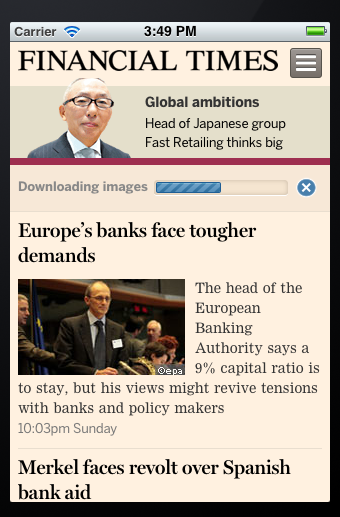 Carrier 3:49 PM
FINANCIAL TIMES
Global ambitions
Head of Japanese group
Fast Retailing thinks big
Downloading images
Europe’s banks face tougher
demands
©epa
The head of the
European
Banking
Authority says a
9% capital ratio is
to stay, but his views might revive tensions
with banks and policy makers
10:03pm Sunday
Merkel faces revolt over Spanish
bank aid